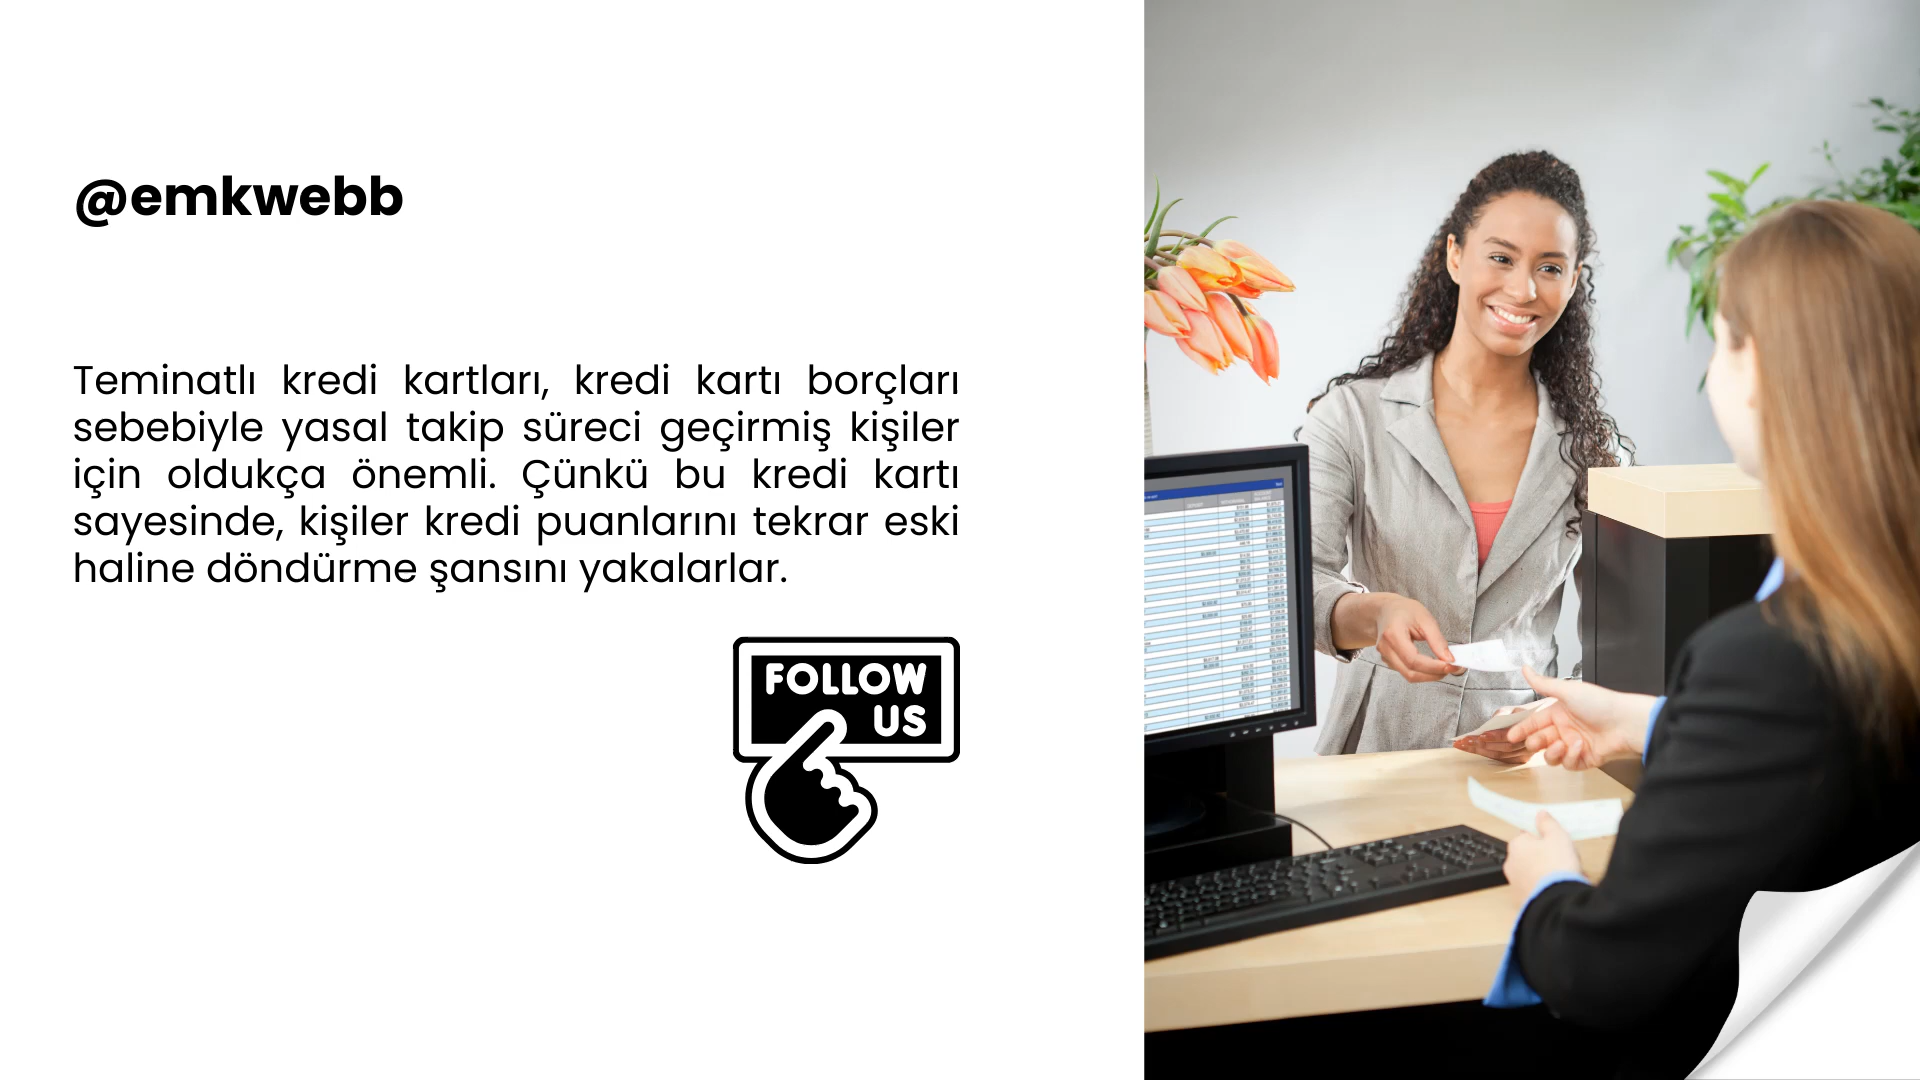 @emkwebb
Teminatlı kredi kartları, kredi kartı borçları
sebebiyle yasal takip süreci geçirmiş kişiler
için oldukça önemli. Çünkü bu kredi kartı
sayesinde, kişiler kredi puanlarını tekrar eski
haline döndürme şansını yakalarlar.
FOLLOW
US